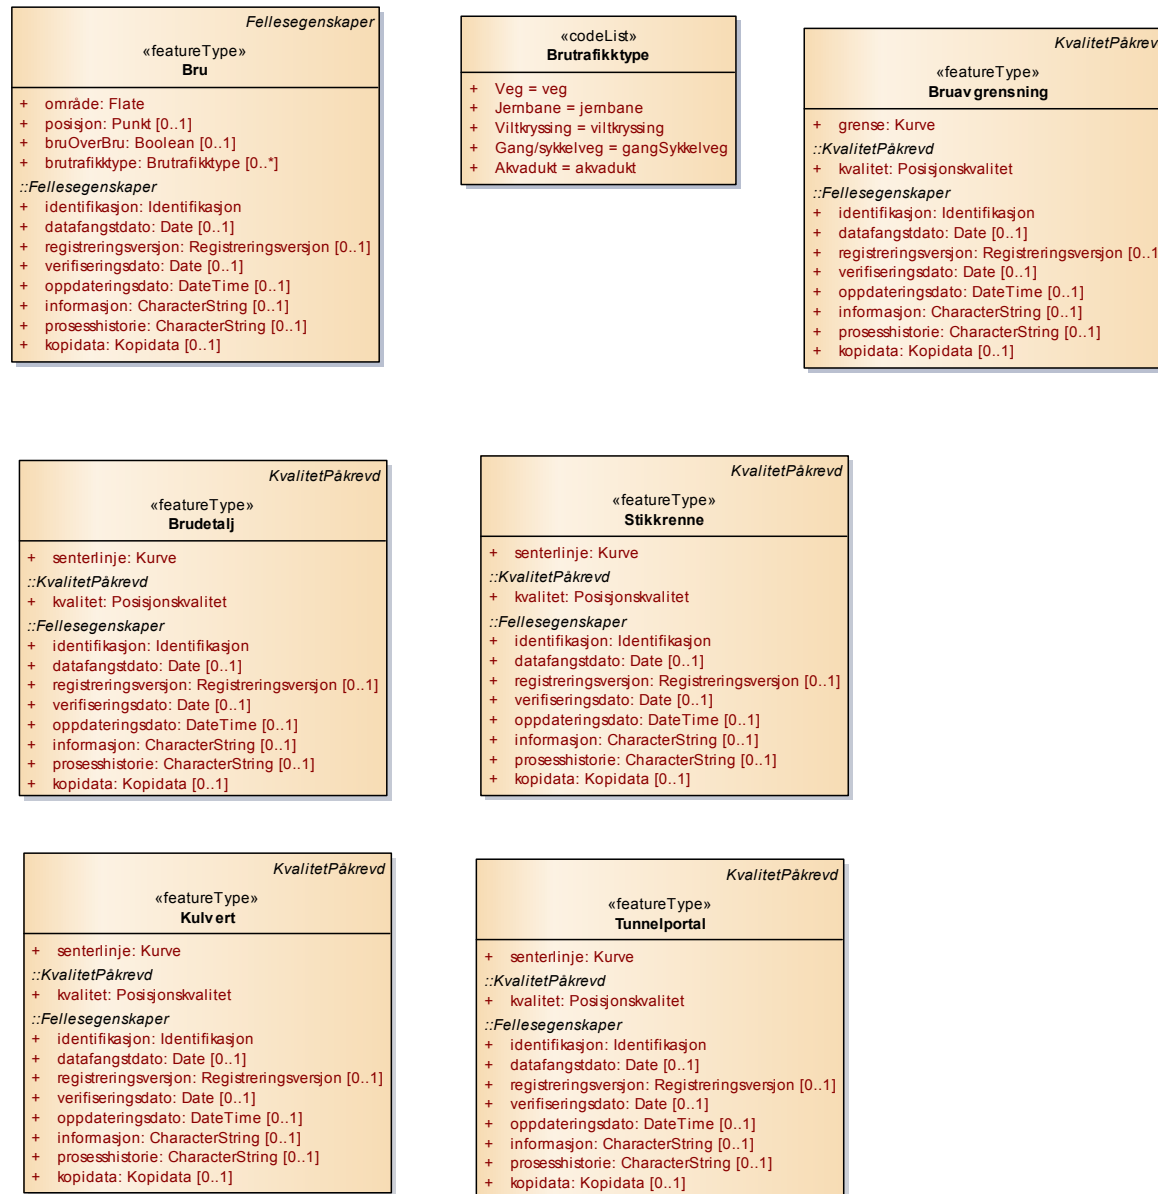 Fellesegenskaper
«featureType»
Bru
+ område: Flate
+ posisjon: Punkt [0..1]
+ bruOverBru: Boolean [0..1]
+ brutrafikktype: Brutrafikktype [0..*]
::Fellesegenskaper
+ identifikasjon: Identifikasjon
+ datafangstdato: Date [0..1]
+ registreringsversjon: Registreringsversjon [0..1]
+ verifiseringsdato: Date [0..1]
+ oppdateringsdato: DateTime [0..1]
+ informasjon: CharacterString [0..1]
+ prosesshistorie: CharacterString [0..1]
+ kopidata: Kopidata [0..1]
«codeList»
Brutrafikktype
+ Veg = veg
+ Jernbane = jernbane
+ Viltkryssing = viltkryssing
+ Gang/sykkelveg = gangSykkelveg
+ Akvadukt = akvadukt
KvalitetPåkrev
«featureType»
Bruavgrensning
+ grense: Kurve
::KvalitetPåkrevd
+ kvalitet: Posisjonskvalitet
::Fellesegenskaper
+ identifikasjon: Identifikasjon
+ datafangstdato: Date [0..1]
+ registreringsversjon: Registreringsversjon [0..1
+ verifiseringsdato: Date [0..1]
+ oppdateringsdato: DateTime [0..1]
+ informasjon: CharacterString [0..1]
+ prosesshistorie: CharacterString [0..1]
+ kopidata: Kopidata [0..1]
KvalitetPåkrevd
«featureType»
Brudetalj
+ senterlinje: Kurve
::KvalitetPåkrevd
+ kvalitet: Posisjonskvalitet
::Fellesegenskaper
+ identifikasjon: Identifikasjon
+ datafangstdato: Date [0..1]
+ registreringsversjon: Registreringsversjon [0..1]
+ verifiseringsdato: Date [0..1]
+ oppdateringsdato: DateTime [0..1]
+ informasjon: CharacterString [0..1]
+ prosesshistorie: CharacterString [0..1]
+ kopidata: Kopidata [0..1]
KvalitetPåkrevd
«featureType»
Stikkrenne
+ senterlinje: Kurve
::KvalitetPåkrevd
+ kvalitet: Posisjonskvalitet
::Fellesegenskaper
+ identifikasjon: Identifikasjon
+ datafangstdato: Date [0..1]
+ registreringsversjon: Registreringsversjon [0..1]
+ verifiseringsdato: Date [0..1]
+ oppdateringsdato: DateTime [0..1]
+ informasjon: CharacterString [0..1]
+ prosesshistorie: CharacterString [0..1]
+ kopidata: Kopidata [0..1]
KvalitetPåkrevd
«featureType»
Kulvert
+ senterlinje: Kurve
::KvalitetPåkrevd
+ kvalitet: Posisjonskvalitet
::Fellesegenskaper
+ identifikasjon: Identifikasjon
+ datafangstdato: Date [0..1]
+ registreringsversjon: Registreringsversjon [0..1]
+ verifiseringsdato: Date [0..1]
+ oppdateringsdato: DateTime [0..1]
+ informasjon: CharacterString [0..1]
+ prosesshistorie: CharacterString [0..1]
+ kopidata: Kopidata [0..1]
KvalitetPåkrevd
«featureType»
Tunnelportal
+ senterlinje: Kurve
::KvalitetPåkrevd
+ kvalitet: Posisjonskvalitet
::Fellesegenskaper
+ identifikasjon: Identifikasjon
+ datafangstdato: Date [0..1]
+ registreringsversjon: Registreringsversjon [0..1]
+ verifiseringsdato: Date [0..1]
+ oppdateringsdato: DateTime [0..1]
+ informasjon: CharacterString [0..1]
+ prosesshistorie: CharacterString [0..1]
+ kopidata: Kopidata [0..1]